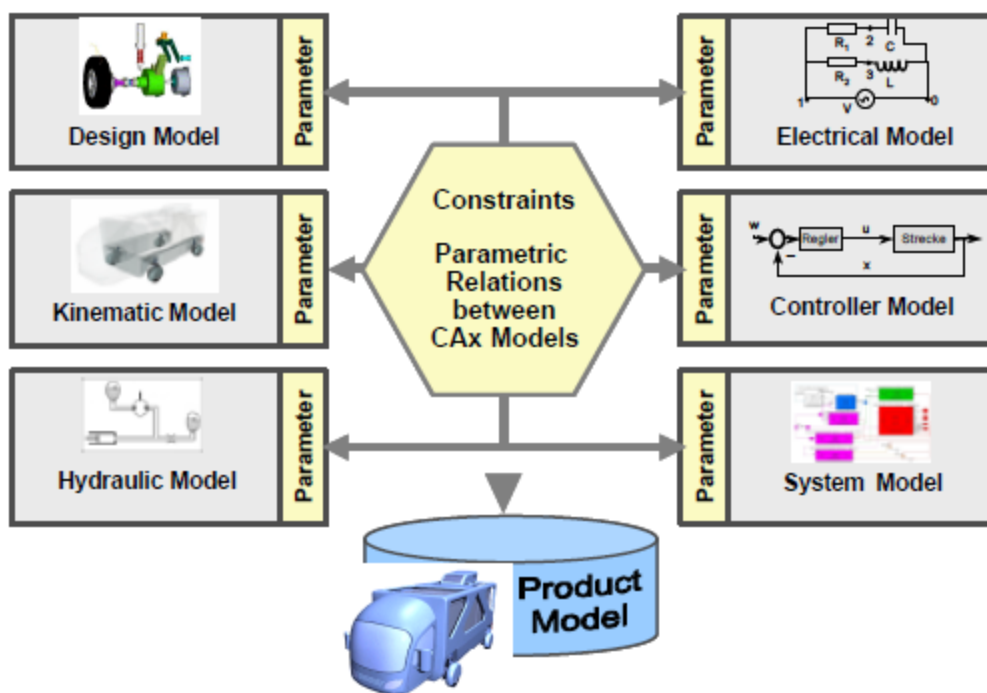 Design Model
Parameter
Parameter
R1
2
C
R2
3
L
1
V
0
Electrical Model
Constraints
Parametric
Relations
between
CAx Models
Kinematic Model
Parameter
Parameter
w
Regler
u
Strecke
–
x
Controller Model
Hydraulic Model
Parameter
Parameter
System Model
Product
Model